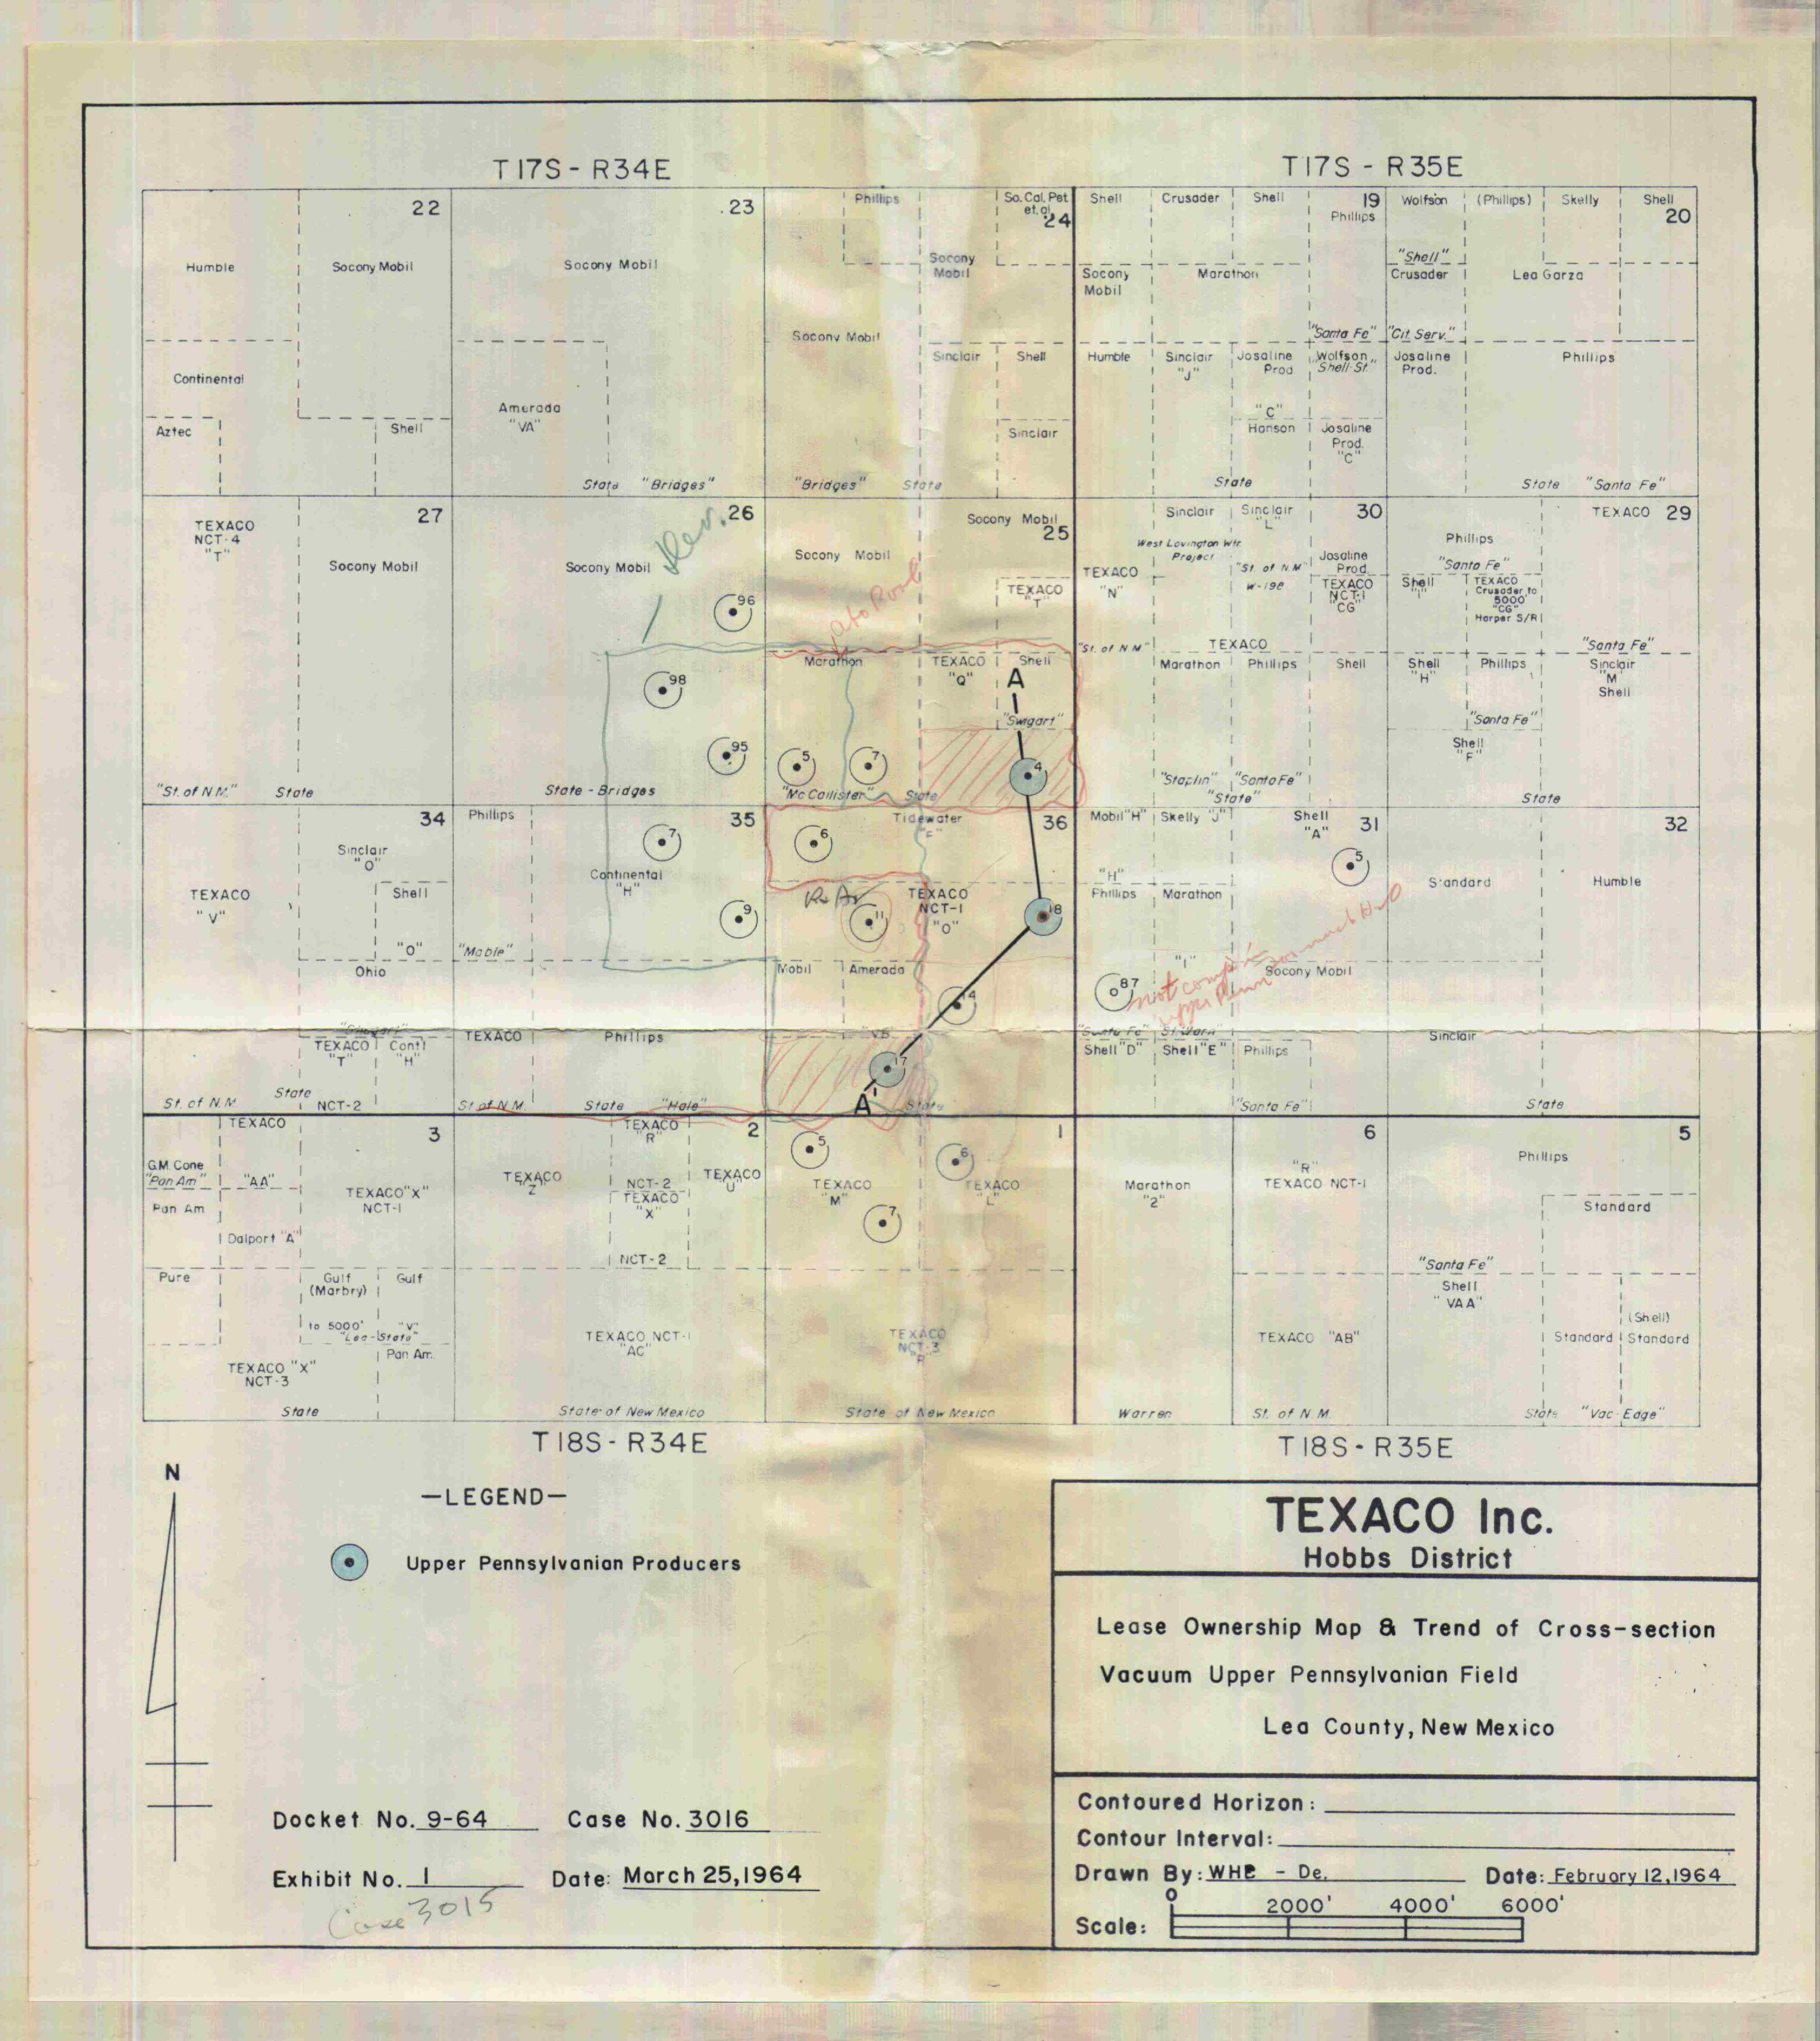 T17S - R34E
T17S - R35E
22
Humble
Socony Mobil
Continental
Aztec
Shell
23
Socony Mobil
Amerada
"VA"
State "Bridges"
Phillips
So. Cal. Pet.
et. al
24
Socony
Mobil
Socony Mobil
Sinclair
Shell
Sinclair
"Bridges" State
Shell
Crusader
Shell
19
Phillips
Socony
Mobil
Marathon
"Santa Fe"
Humble
Sinclair
"J"
Josaline
Prod
Wolfson
Shell-St.
"C"
Hanson
Josaline
Prod.
"C"
State
Wolfson
(Phillips)
Skelly
Shell
20
"Shell"
Crusader
Lea Garza
"Cit. Serv."
Josaline
Prod.
Phillips
State "Santa Fe"
27
TEXACO
NCT-4
"T"
Socony Mobil
"St. of N.M." State
26
Socony Mobil
96
98
95
State - Bridges
Socony Mobil
25
Socony Mobil
TEXACO
"T"
Marathon
TEXACO
"Q"
Shell
A
"Swigart"
5
7
4
"McCallister" State
Sinclair
Sinclair
"L"
30
West Lovington Wtr.
Project
TEXACO
"N"
"St. of N M"
W-198
Josaline
Prod.
TEXACO
NCT-1
"CG"
"St. of N.M."
TEXACO
Marathon
Phillips
Shell
"Staplin" "Santa Fe"
"State"
TEXACO 29
Phillips
"Santa Fe"
Shell
"I"
TEXACO
Crusader to
5000'
"CG"
Harper S/R
"Santa Fe"
Shell
"H"
Phillips
Sinclair
"M"
Shell
"Santa Fe"
Shell
"F"
State
34
Sinclair
"O"
TEXACO
"V"
Shell
"O"
Ohio
TEXACO
"T"
Cont'l
"H"
State
St. of N.M
NCT-2
Phillips
35
7
Continental
"H"
9
"Mable"
TEXACO
Phillips
St of N.M. State "Hale"
Tidewater
"F"
36
6
TEXACO
NCT-1
"O"
11
18
Mobil
Amerada
14
"VB"
17
A'
State
Mobil "H"
Skelly "J"
Shell
"A"
31
5
"H"
Phillips
Marathon
"I"
Socony Mobil
87
"Santa Fe"
Shell "D"
Shell "E"
Phillips
"Santa Fe"
32
Standard
Humble
Sinclair
State
TEXACO
3
G.M. Cone
"Pan Am"
"AA"
Pan Am
TEXACO "X"
NCT-1
Dalport "A"
Pure
Gulf
(Marbry)
Gulf
to 5000' "V"
"Lea-State"
Pan Am.
TEXACO "X"
NCT-3
State
TEXACO
"R"
2
TEXACO
"Z"
NCT-2
TEXACO
"X"
TEXACO
"U"
NCT-2
TEXACO NCT-1
"AC"
State of New Mexico
1
5
6
TEXACO
"M"
TEXACO
"L"
7
TEXACO
NCT-3
State of New Mexico
6
Marathon
"2"
"R"
TEXACO NCT-1
TEXACO "AB"
Warren
St. of N.M.
5
Phillips
Standard
"Santa Fe"
Shell
"VAA"
(Shell)
Standard
Standard
State "Vac-Edge"
T18S - R34E
T18S - R35E
N
—LEGEND—
Upper Pennsylvanian Producers
Docket No. 9-64 Case No. 3016
Exhibit No. 1 Date: March 25, 1964
Case 3015
TEXACO Inc.
Hobbs District
Lease Ownership Map & Trend of Cross-section
Vacuum Upper Pennsylvanian Field
Lea County, New Mexico
Contoured Horizon:
Contour Interval:
Drawn By: WHB - De. Date: February 12, 1964
0 2000' 4000' 6000'
Scale: